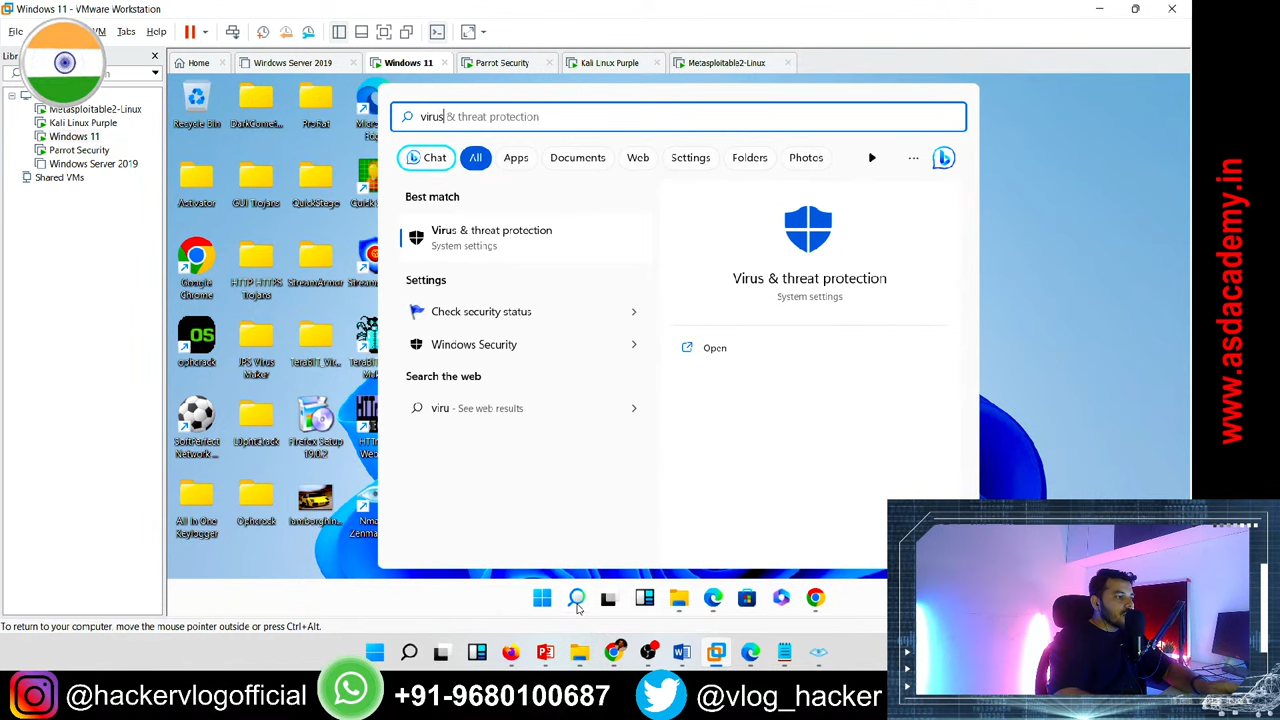 Windows 11 - VMware Workstation
VM Tabs Help
Home
Windows Server 2019
Windows 11
Parrot Security
Kali Linux Purple
Metasploitable2-Linux
Metasploitable2-Linux
Kali Linux Purple
Windows 11
Parrot Security
Windows Server 2019
Shared VMs
Recycle Bin
ProRat
Activator
GUI Trojans
QuickStage
Google Chrome
HTTP HTTPS Trojans
StreamArmor
ophcrack
JPS Virus Maker
SoftPerfect Network...
L0phtCrack
Firefox Setup 19.0.2
All In One Keylogger
Ophcrack
lamborghin...
Zenma
virus & threat protection
Chat
All
Apps
Documents
Web
Settings
Folders
Photos
Best match
Virus & threat protection
System settings
Settings
Check security status
Windows Security
Search the web
viru - See web results
Virus & threat protection
System settings
Open
To return to your computer, move the mouse pointer outside or press Ctrl+Alt.
@hackervlogofficial
+91-9680100687
@vlog_hacker
www.asdacademy.in